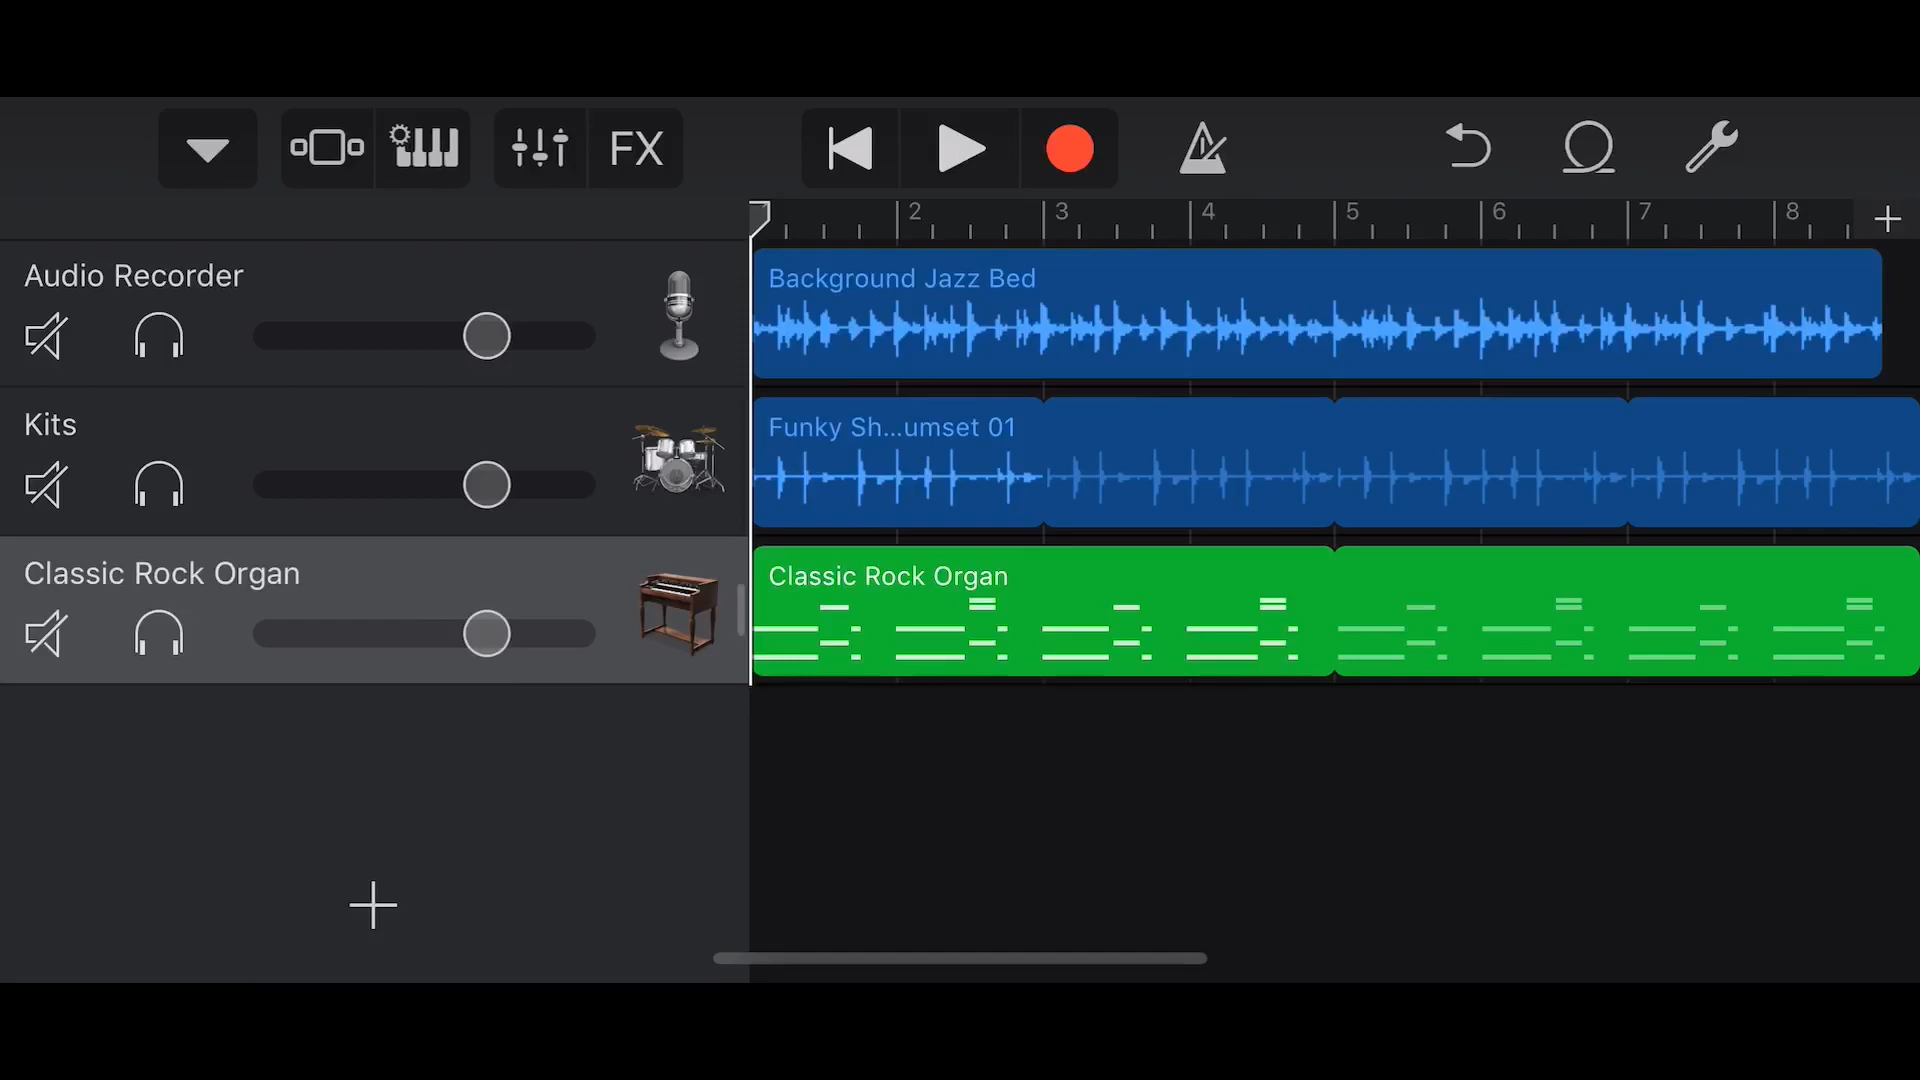 FX
2 3 4 5 6 7 8
Audio Recorder
Background Jazz Bed
Kits
Funky Sh...umset 01
Classic Rock Organ
Classic Rock Organ